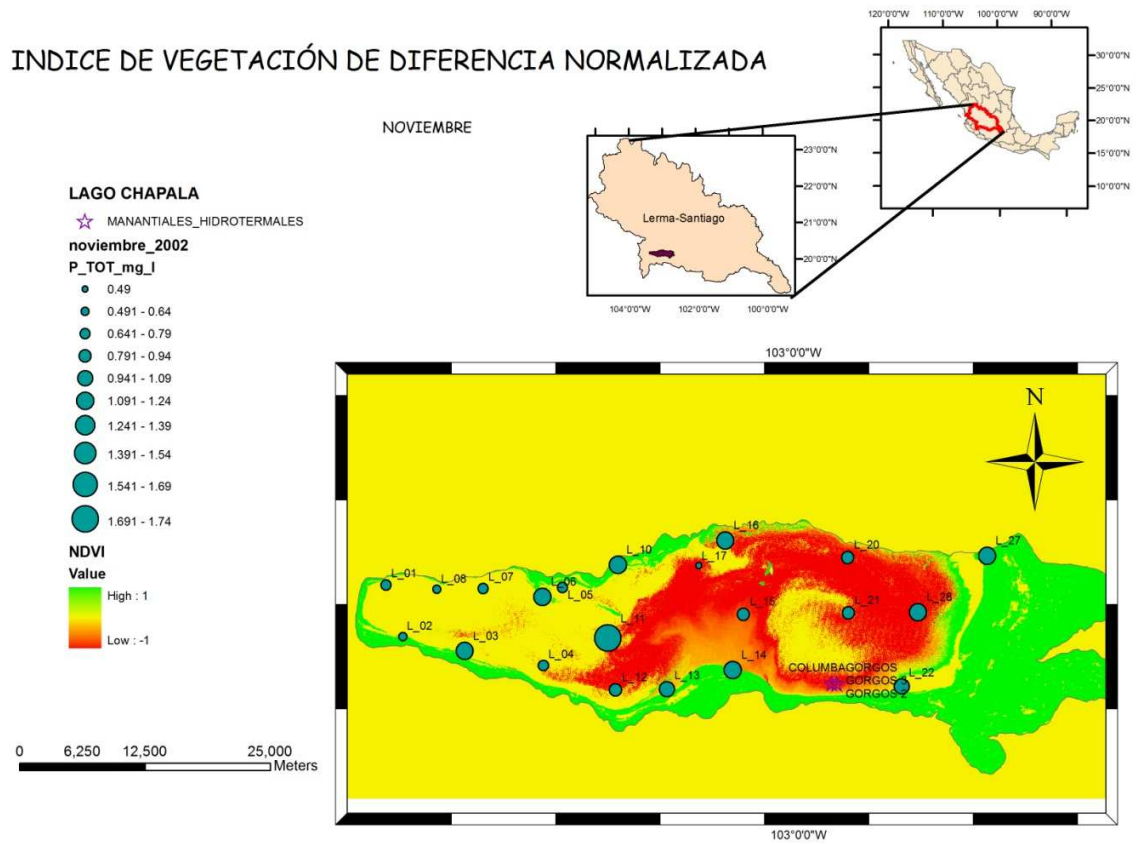 INDICE DE VEGETACIÓN DE DIFERENCIA NORMALIZADA
NOVIEMBRE
120°0'0"W 110°0'0"W 100°0'0"W 90°0'0"W
30°0'0"N
25°0'0"N
20°0'0"N
15°0'0"N
10°0'0"N
23°0'0"N
22°0'0"N
21°0'0"N
20°0'0"N
Lerma-Santiago
104°0'0"W 102°0'0"W 100°0'0"W
LAGO CHAPALA
MANANTIALES_HIDROTERMALES
noviembre_2002
P_TOT_mg_l
0.49
0.491 - 0.64
0.641 - 0.79
0.791 - 0.94
0.941 - 1.09
1.091 - 1.24
1.241 - 1.39
1.391 - 1.54
1.541 - 1.69
1.691 - 1.74
NDVI
Value
High : 1
Low : -1
0 6,250 12,500 25,000
Meters
103°0'0"W
N
L_16
L_27
L_10
L_17
L_20
L_01
L_08
L_07
L_06
L_05
L_15
L_21
L_28
L_02
L_11
L_03
L_04
L_14
COLUMBAGORGOS
L_22
L_12
L_13
GORGOS 3
GORGOS 2
103°0'0"W